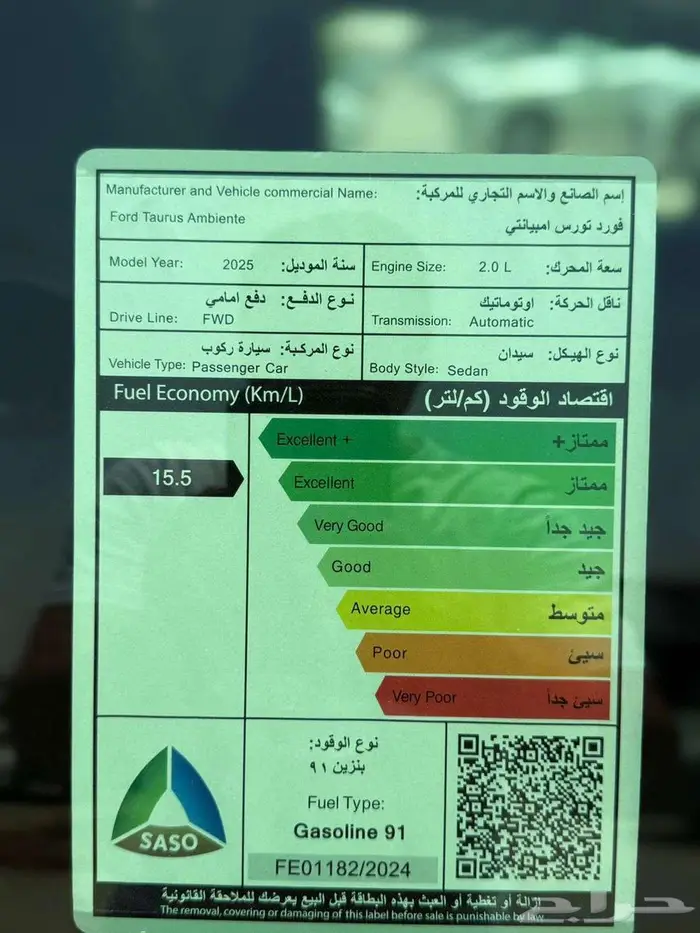 Manufacturer and Vehicle commercial Name: إسم الصانع والاسم التجاري للمركبة:
Ford Taurus Ambiente
فورد تورس امبيانتي
Model Year: 2025 سنة الموديل:
Engine Size: 2.0 L سعة المحرك:
نوع الدفع: دفع امامي
Drive Line: FWD
ناقل الحركة: اوتوماتيك
Transmission: Automatic
نوع المركبة: سيارة ركوب
Vehicle Type: Passenger Car
نوع الهيكل: سيدان
Body Style: Sedan
Fuel Economy (Km/L) اقتصاد الوقود (كم/لتر)
Excellent + ممتاز+
15.5
Excellent ممتاز
Very Good جيد جداً
Good جيد
Average متوسط
Poor سيئ
Very Poor سيئ جداً
SASO
نوع الوقود:
بنزين ٩١
Fuel Type:
Gasoline 91
FE01182/2024
إزالة أو تغطية أو العبث بهذه البطاقة قبل البيع يعرضك للملاحقة القانونية
The removal, covering or damaging of this label before sale is punishable by law
حراج